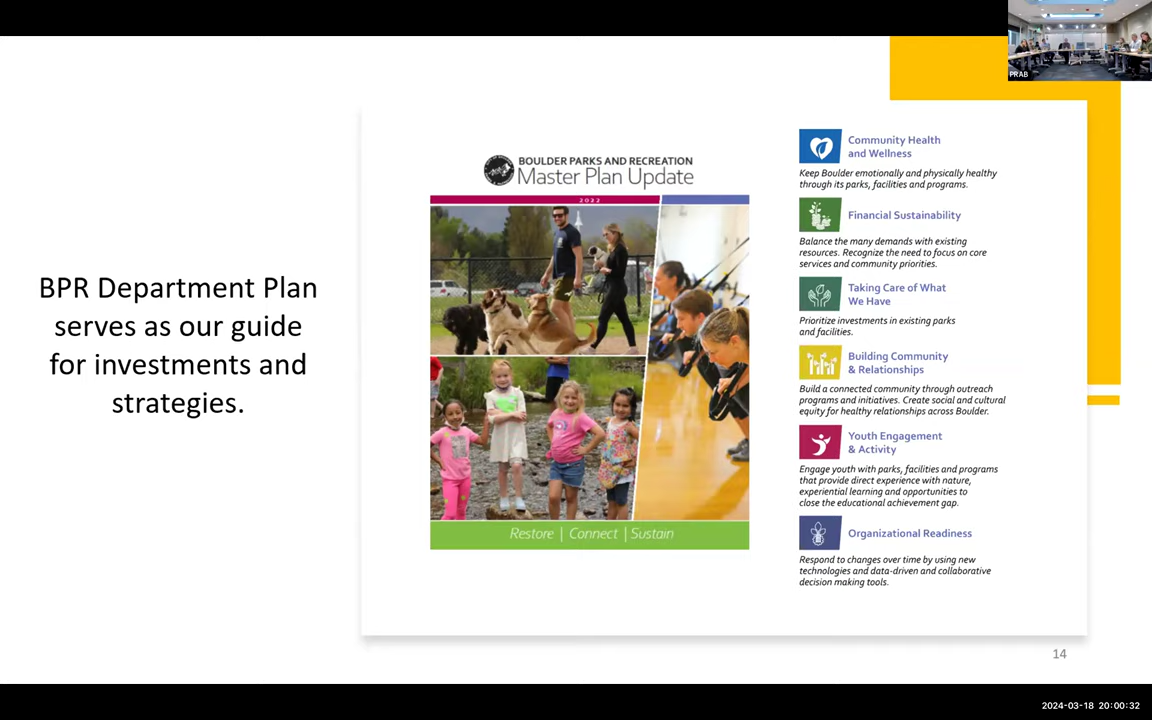 PRAB
BPR Department Plan
serves as our guide
for investments and
strategies.
BOULDER PARKS AND RECREATION
Master Plan Update
2022
Restore | Connect | Sustain
Community Health
and Wellness
Keep Boulder emotionally and physically healthy
through its parks, facilities and programs.
Financial Sustainability
Balance the many demands with existing
resources. Recognize the need to focus on core
services and community priorities.
Taking Care of What
We Have
Prioritize investments in existing parks
and facilities.
Building Community
& Relationships
Build a connected community through outreach
programs and initiatives. Create social and cultural
equity for healthy relationships across Boulder.
Youth Engagement
& Activity
Engage youth with parks, facilities and programs
that provide direct experience with nature,
experiential learning and opportunities to
close the educational achievement gap.
Organizational Readiness
Respond to changes over time by using new
technologies and data-driven and collaborative
decision making tools.
14
2024-03-18 20:00:32